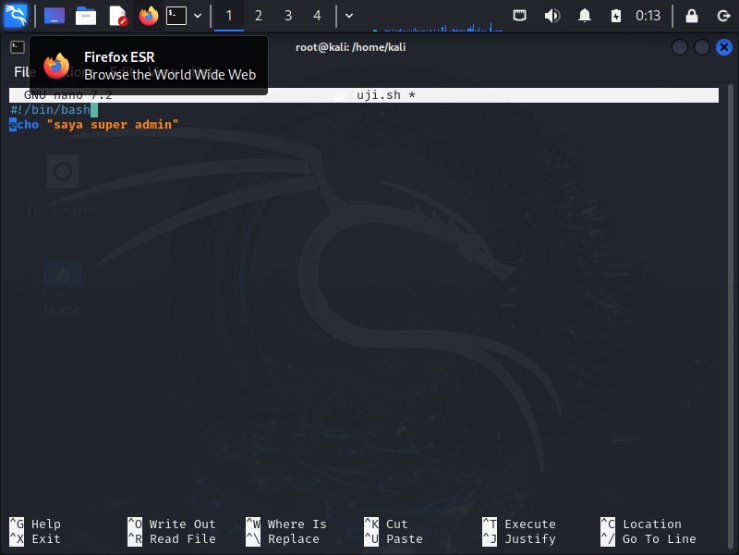 1 2 3 4 0:13
root@kali: /home/kali
Firefox ESR
Browse the World Wide Web
File
GNU nano 7.2 uji.sh *
#!/bin/bash
echo "saya super admin"
File System
Home
^G Help ^O Write Out ^W Where Is ^K Cut ^T Execute ^C Location
^X Exit ^R Read File ^\ Replace ^U Paste ^J Justify ^/ Go To Line